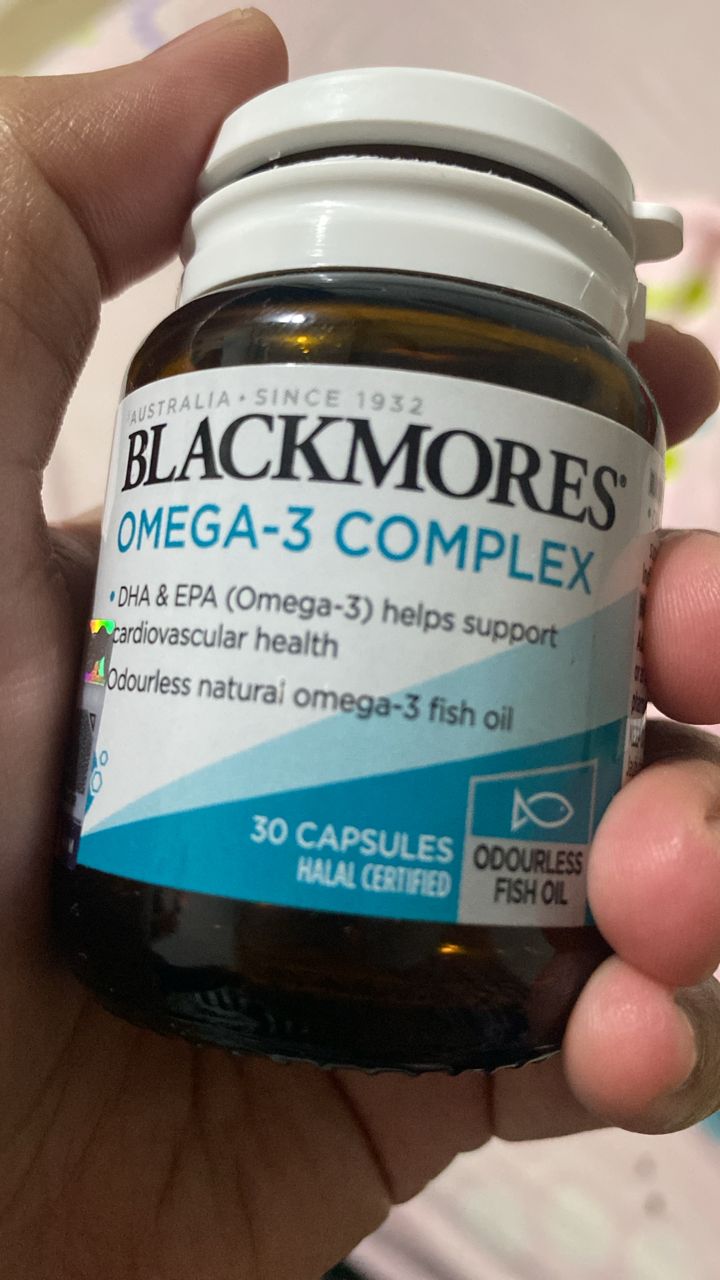 AUSTRALIA • SINCE 1932
BLACKMORES®
OMEGA-3 COMPLEX
• DHA & EPA (Omega-3) helps support
cardiovascular health
Odourless natural omega-3 fish oil
30 CAPSULES
HALAL CERTIFIED
ODOURLESS
FISH OIL